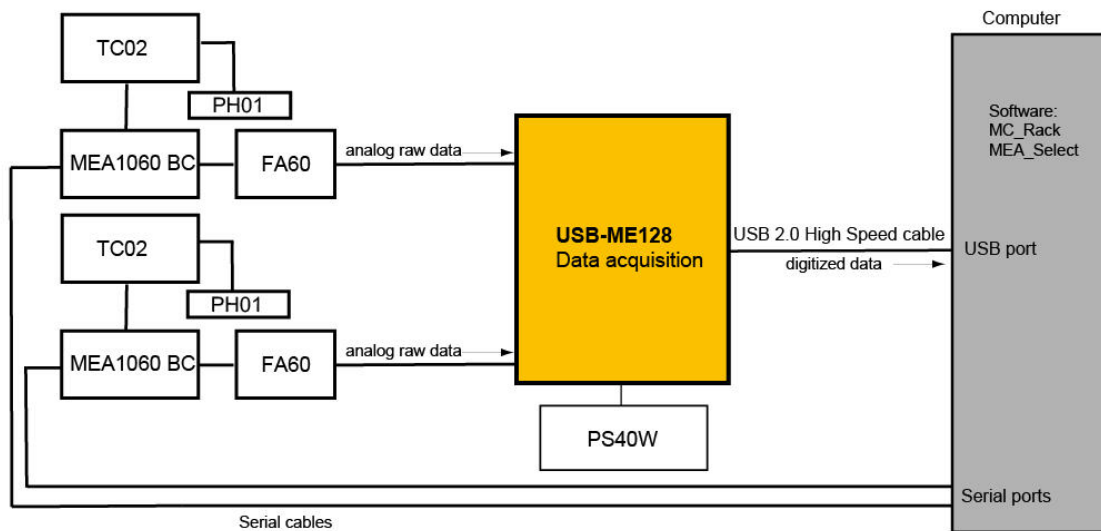 Computer
TC02
PH01
MEA1060 BC
FA60
analog raw data
Software:
MC_Rack
MEA_Select
TC02
PH01
MEA1060 BC
FA60
analog raw data
USB-ME128
Data acquisition
USB 2.0 High Speed cable
digitized data
USB port
PS40W
Serial ports
Serial cables